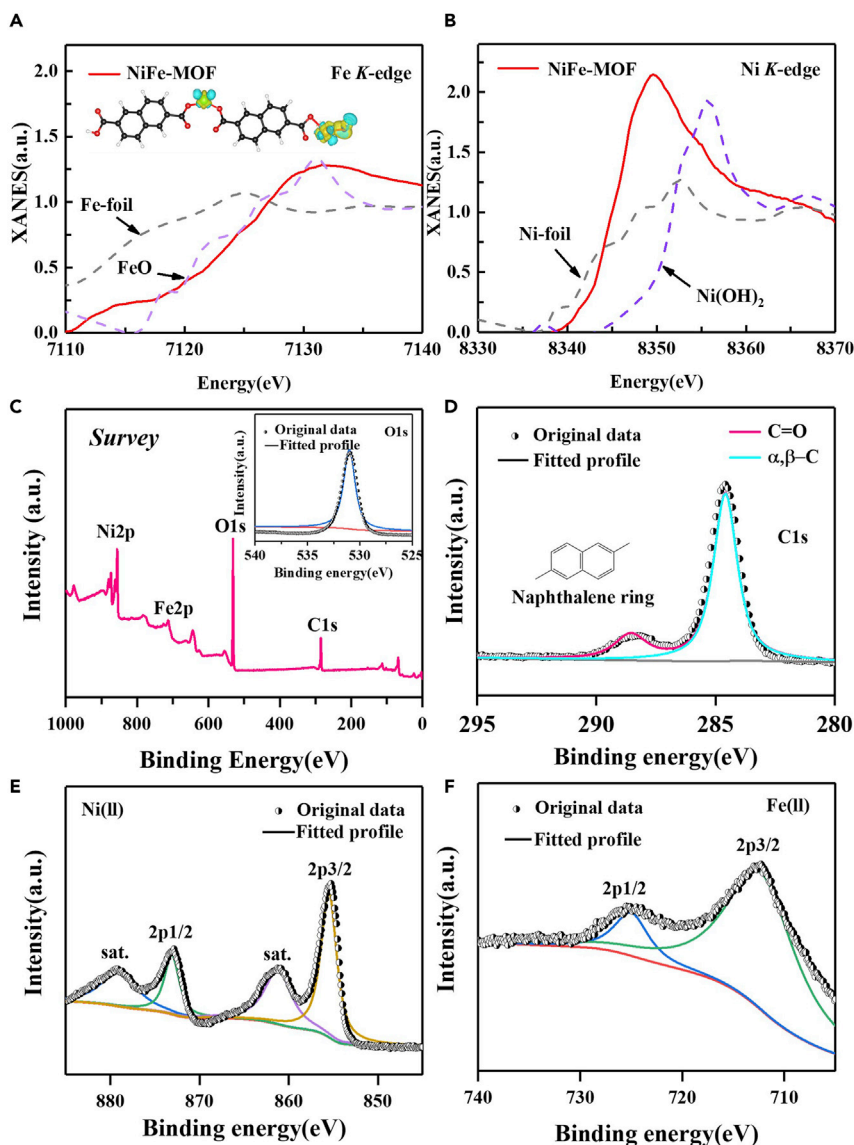 A
NiFe-MOF Fe K-edge
2.0
1.5
1.0
0.5
0.0
XANES(a.u.)
Fe-foil
FeO
7110 7120 7130 7140
Energy(eV)
B
NiFe-MOF Ni K-edge
2.0
1.5
1.0
0.5
0.0
XANES(a.u.)
Ni-foil
Ni(OH)2
8330 8340 8350 8360 8370
Energy(eV)
C
Survey
Original data O1s
Fitted profile
Intensity(a.u.)
540 535 530 525
Binding energy(eV)
Ni2p
Fe2p
O1s
C1s
Intensity (a.u.)
1000 800 600 400 200 0
Binding Energy(eV)
D
Original data C=O
Fitted profile α,β–C
C1s
Naphthalene ring
Intensity(a.u.)
295 290 285 280
Binding energy(eV)
E
Ni(ll)
Original data
Fitted profile
2p3/2
2p1/2
sat.
sat.
Intensity(a.u.)
880 870 860 850
Binding energy(eV)
F
Original data Fe(ll)
Fitted profile
2p3/2
2p1/2
Intensity(a.u.)
740 730 720 710
Binding energy(eV)